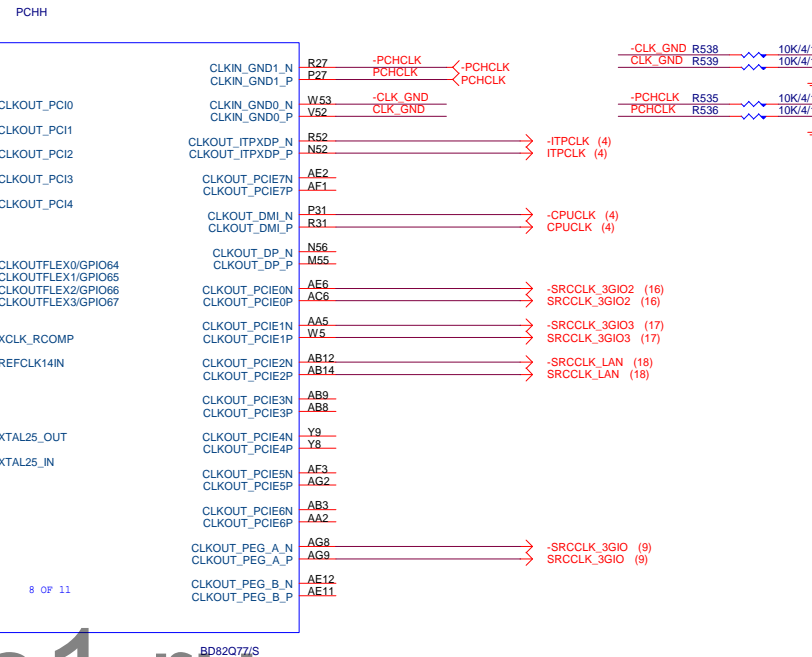 PCHH
CLKIN_GND1_N R27 -PCHCLK -PCHCLK
CLKIN_GND1_P P27 PCHCLK PCHCLK
-CLK_GND R538 10K/4/
CLK_GND R539 10K/4/
CLKOUT_PCI0
CLKIN_GND0_N W53 -CLK_GND
CLKIN_GND0_P V52 CLK_GND
-PCHCLK R535 10K/4/
PCHCLK R536 10K/4/
CLKOUT_PCI1
CLKOUT_ITPXDP_N R52 -ITPCLK (4)
CLKOUT_PCI2 CLKOUT_ITPXDP_P N52 ITPCLK (4)
CLKOUT_PCI3
CLKOUT_PCIE7N AE2
CLKOUT_PCIE7P AF1
CLKOUT_PCI4
CLKOUT_DMI_N P31 -CPUCLK (4)
CLKOUT_DMI_P R31 CPUCLK (4)
CLKOUT_DP_N N56
CLKOUT_DP_P M55
CLKOUTFLEX0/GPIO64
CLKOUTFLEX1/GPIO65
CLKOUTFLEX2/GPIO66
CLKOUTFLEX3/GPIO67
CLKOUT_PCIE0N AE6 -SRCCLK_3GIO2 (16)
CLKOUT_PCIE0P AC6 SRCCLK_3GIO2 (16)
CLKOUT_PCIE1N AA5 -SRCCLK_3GIO3 (17)
XCLK_RCOMP CLKOUT_PCIE1P W5 SRCCLK_3GIO3 (17)
REFCLK14IN CLKOUT_PCIE2N AB12 -SRCCLK_LAN (18)
CLKOUT_PCIE2P AB14 SRCCLK_LAN (18)
CLKOUT_PCIE3N AB9
CLKOUT_PCIE3P AB8
XTAL25_OUT CLKOUT_PCIE4N Y9
CLKOUT_PCIE4P Y8
XTAL25_IN
CLKOUT_PCIE5N AF3
CLKOUT_PCIE5P AG2
CLKOUT_PCIE6N AB3
CLKOUT_PCIE6P AA2
CLKOUT_PEG_A_N AG8 -SRCCLK_3GIO (9)
CLKOUT_PEG_A_P AG9 SRCCLK_3GIO (9)
8 OF 11
CLKOUT_PEG_B_N AE12
CLKOUT_PEG_B_P AE11
BD82Q77/S